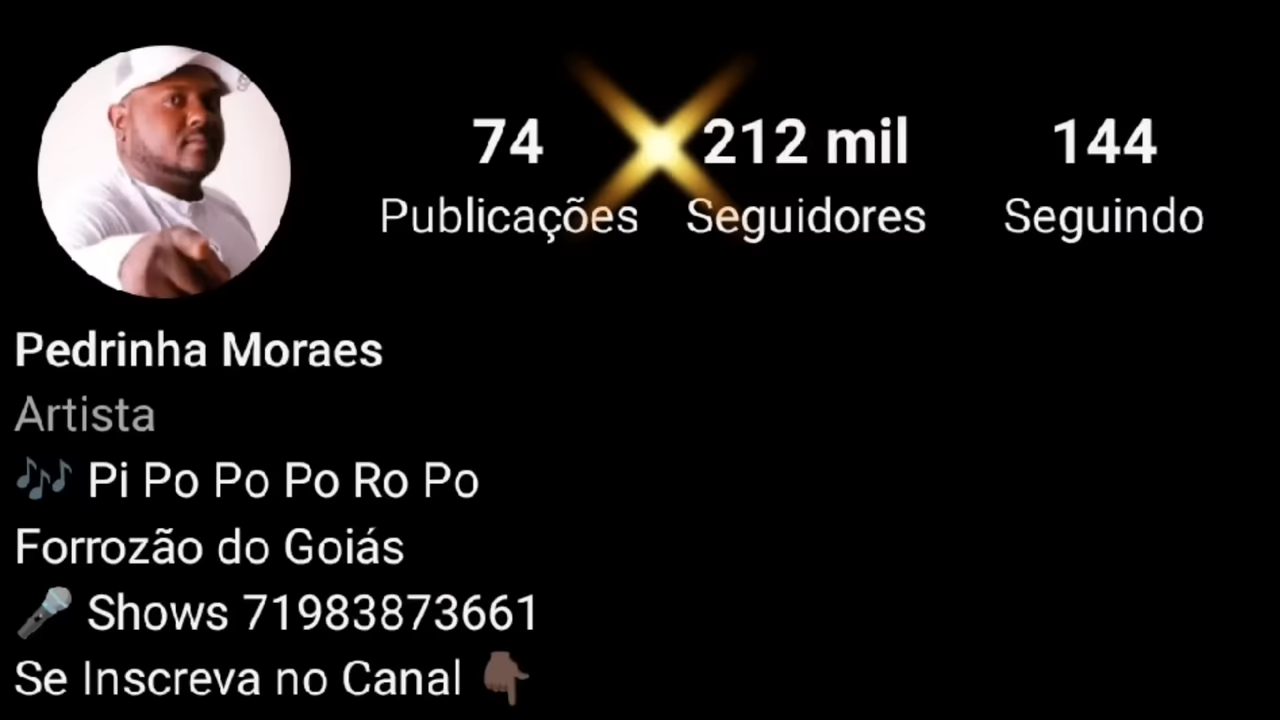 74 212 mil 144
Publicações Seguidores Seguindo
Pedrinha Moraes
Artista
🎶 Pi Po Po Po Ro Po
Forrozão do Goiás
🎤 Shows 71983873661
Se Inscreva no Canal 👇🏿